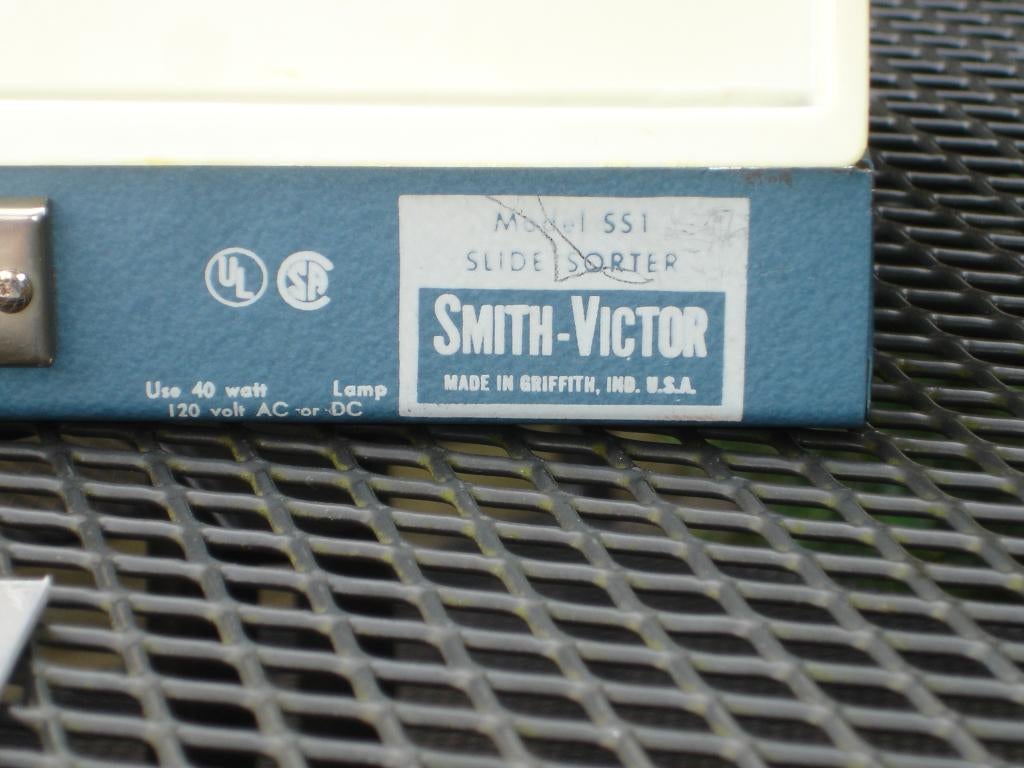 UL SA
Use 40 watt Lamp
120 volt AC or DC
Model SS1
SLIDE SORTER
SMITH-VICTOR
MADE IN GRIFFITH, IND. U.S.A.